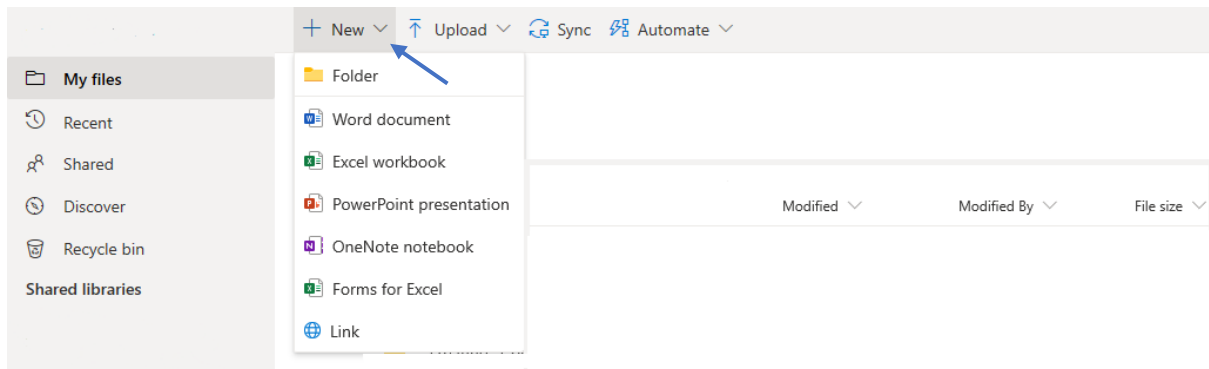 New Upload Sync Automate
My files
Recent
Shared
Discover
Recycle bin
Shared libraries
Folder
Word document
Excel workbook
PowerPoint presentation
OneNote notebook
Forms for Excel
Link
Modified Modified By File size